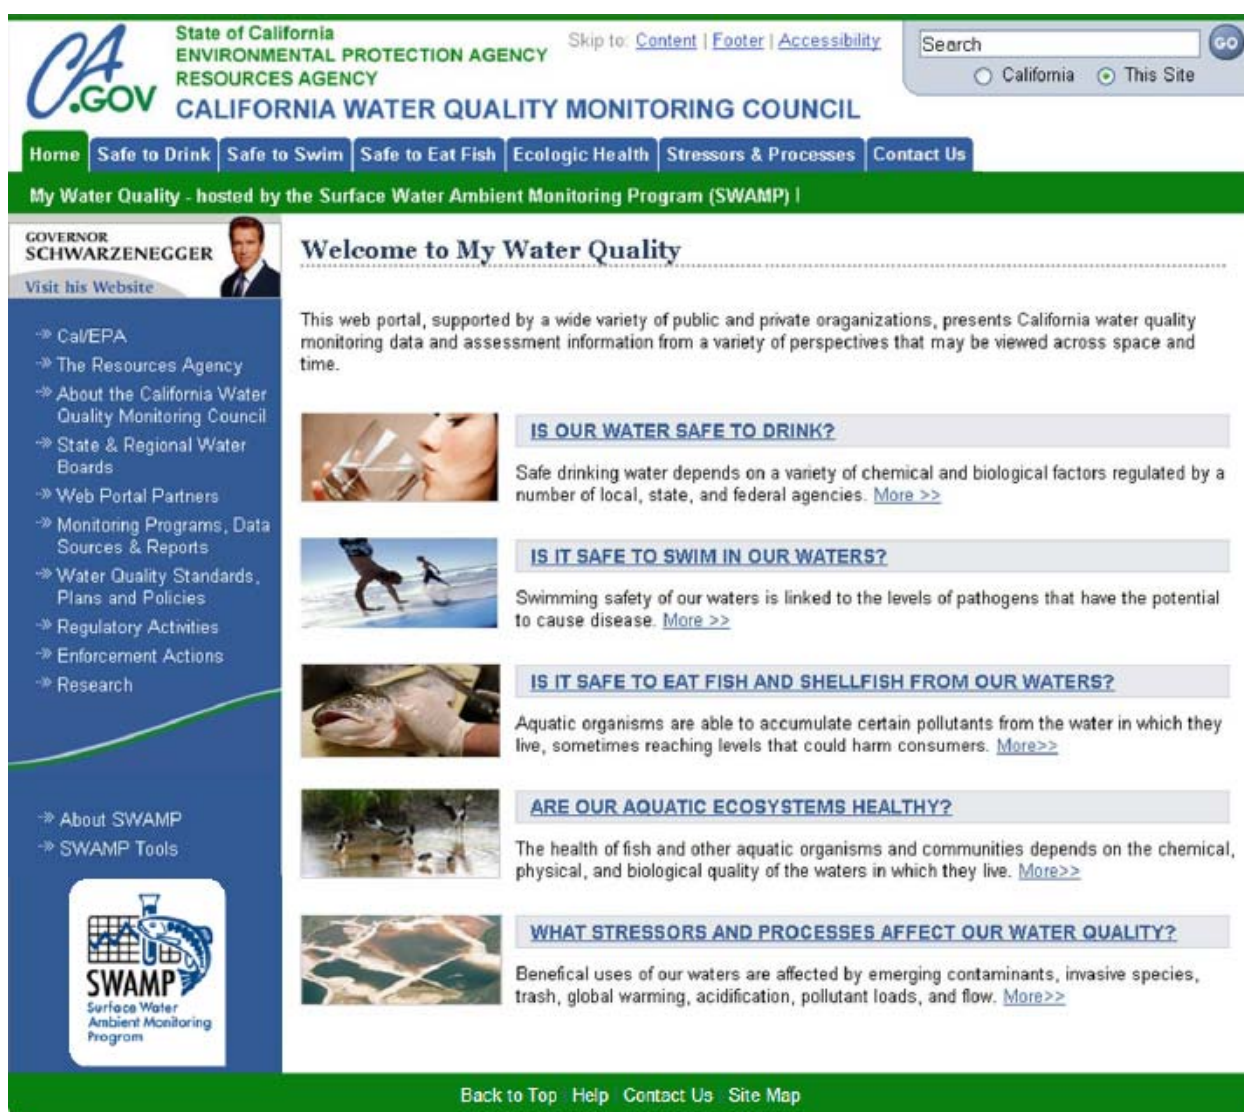 State of California
ENVIRONMENTAL PROTECTION AGENCY
RESOURCES AGENCY
CALIFORNIA WATER QUALITY MONITORING COUNCIL
CA
.GOV
Skip to: Content | Footer | Accessibility
Search
GO
California This Site
Home Safe to Drink Safe to Swim Safe to Eat Fish Ecologic Health Stressors & Processes Contact Us
My Water Quality - hosted by the Surface Water Ambient Monitoring Program (SWAMP) |
GOVERNOR
SCHWARZENEGGER
Visit his Website
Cal/EPA
The Resources Agency
About the California Water
Quality Monitoring Council
State & Regional Water
Boards
Web Portal Partners
Monitoring Programs, Data
Sources & Reports
Water Quality Standards,
Plans and Policies
Regulatory Activities
Enforcement Actions
Research
About SWAMP
SWAMP Tools
SWAMP
Surface Water
Ambient Monitoring
Program
Welcome to My Water Quality
This web portal, supported by a wide variety of public and private oraganizations, presents California water quality
monitoring data and assessment information from a variety of perspectives that may be viewed across space and
time.
IS OUR WATER SAFE TO DRINK?
Safe drinking water depends on a variety of chemical and biological factors regulated by a
number of local, state, and federal agencies. More >>
IS IT SAFE TO SWIM IN OUR WATERS?
Swimming safety of our waters is linked to the levels of pathogens that have the potential
to cause disease. More >>
IS IT SAFE TO EAT FISH AND SHELLFISH FROM OUR WATERS?
Aquatic organisms are able to accumulate certain pollutants from the water in which they
live, sometimes reaching levels that could harm consumers. More>>
ARE OUR AQUATIC ECOSYSTEMS HEALTHY?
The health of fish and other aquatic organisms and communities depends on the chemical,
physical, and biological quality of the waters in which they live. More>>
WHAT STRESSORS AND PROCESSES AFFECT OUR WATER QUALITY?
Benefical uses of our waters are affected by emerging contaminants, invasive species,
trash, global warming, acidification, pollutant loads, and flow. More>>
Back to Top Help Contact Us Site Map